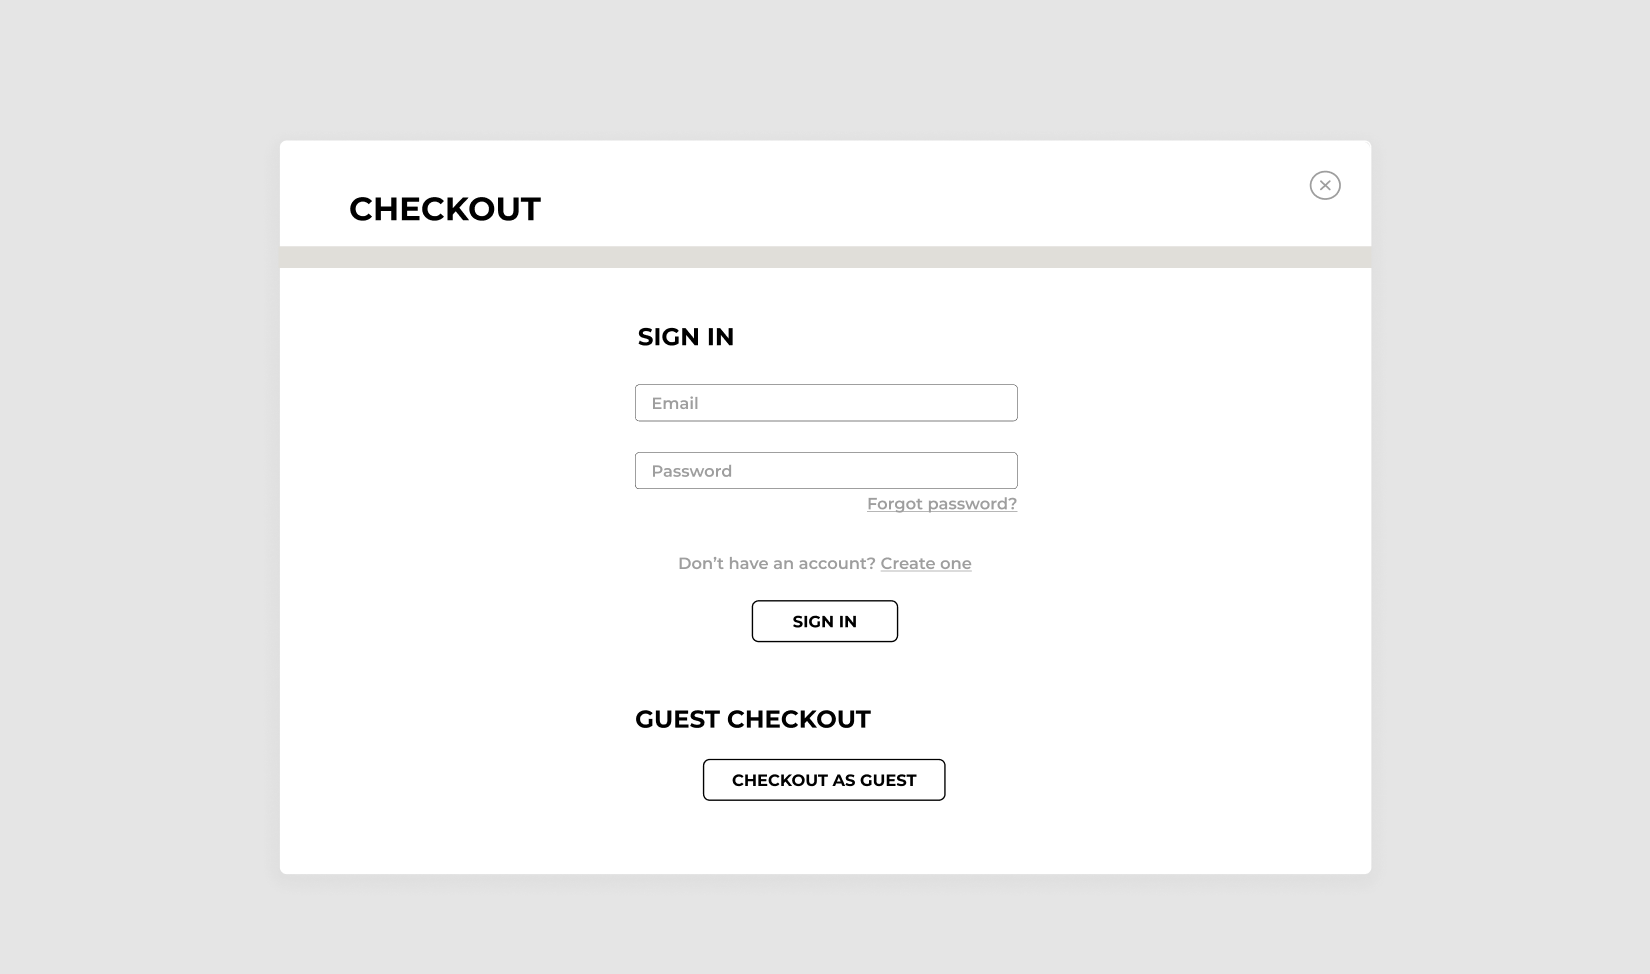 CHECKOUT
SIGN IN
Email
Password
Forgot password?
Don’t have an account? Create one
SIGN IN
GUEST CHECKOUT
CHECKOUT AS GUEST